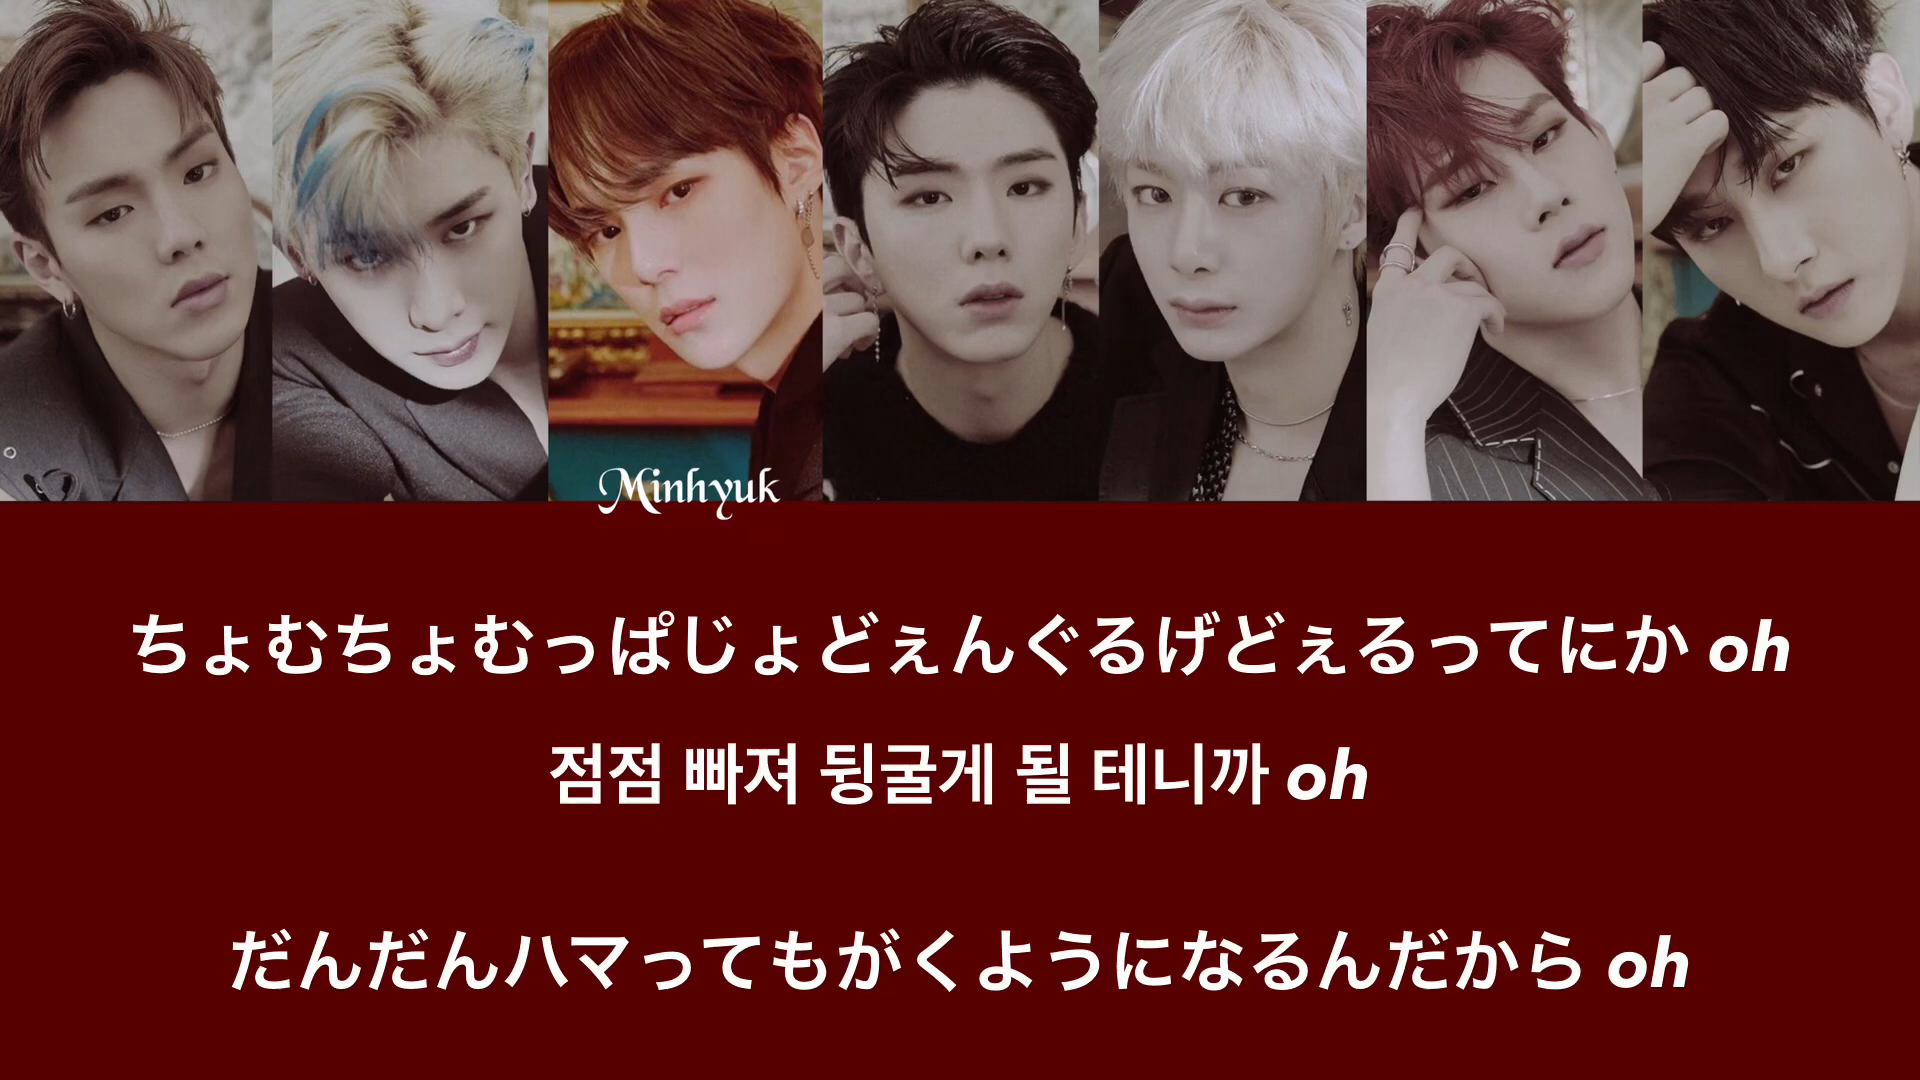 Minhyuk
ちょむちょむっぱじょどぇんぐるげどぇるってにか oh
점점 빠져 뒹굴게 될 테니까 oh
だんだんハマってもがくようになるんだから oh